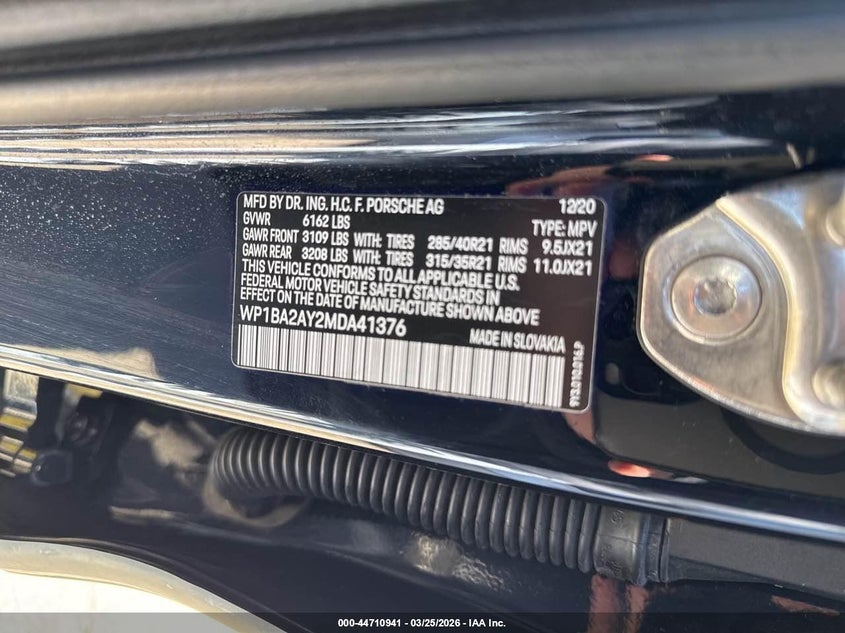 MFD BY DR. ING. H.C. F. PORSCHE AG 12/20
GVWR 6162 LBS TYPE: MPV
GAWR FRONT 3109 LBS WITH: TIRES 285/40R21 RIMS 9.5JX21
GAWR REAR 3208 LBS WITH: TIRES 315/35R21 RIMS 11.0JX21
THIS VEHICLE CONFORMS TO ALL APPLICABLE U.S.
FEDERAL MOTOR VEHICLE SAFETY STANDARDS IN
EFFECT ON THE DATE OF MANUFACTURE SHOWN ABOVE
WP1BA2AY2MDA41376 MADE IN SLOVAKIA
9Y3.010.016.P
000-44710941 - 03/25/2026 - IAA Inc.